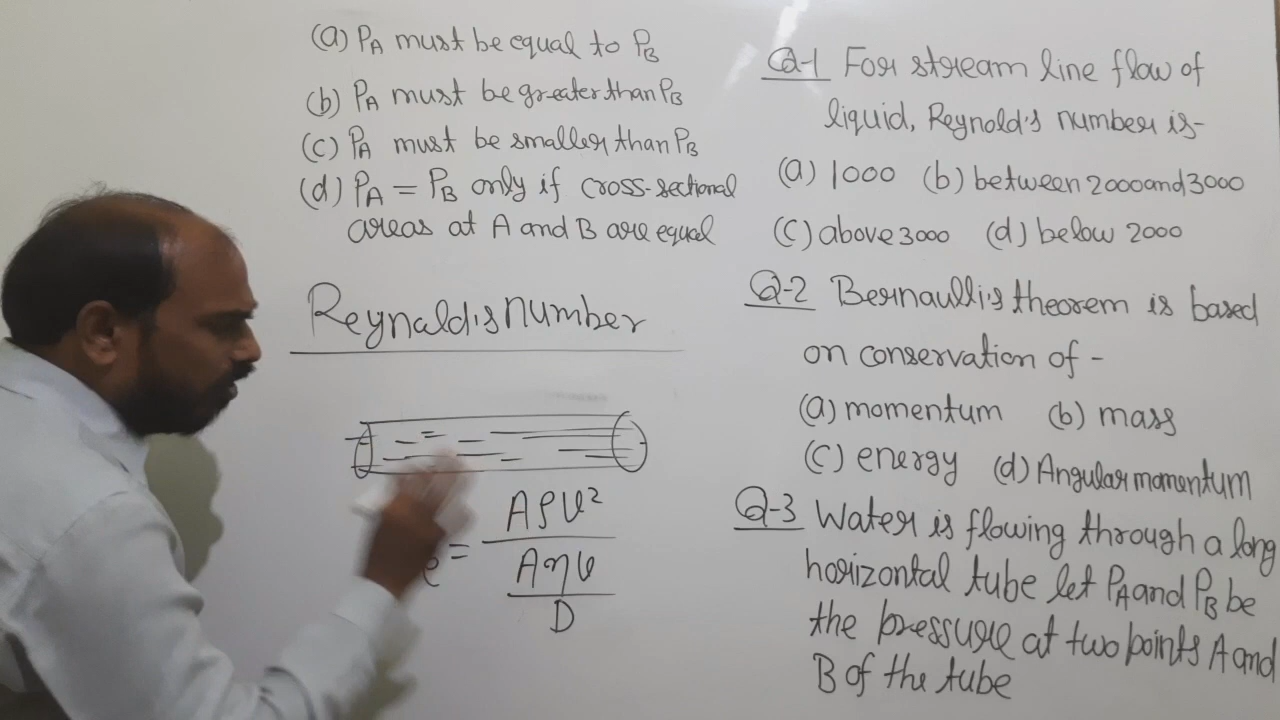 (a) PA must be equal to PB
(b) PA must be greater than PB
(c) PA must be smaller than PB
(d) PA = PB only if cross-sectional
areas at A and B are equal
Reynald's number
AρV²
e =
AηV
D
Q-1 For stream line flow of
liquid, Reynold's number is-
(a) 1000 (b) between 2000 and 3000
(c) above 3000 (d) below 2000
Q-2 Bernaulli's theorem is based
on conservation of -
(a) momentum (b) mass
(c) energy (d) Angular momentum
Q-3 Water is flowing through a long
horizontal tube let PA and PB be
the pressure at two points A and
B of the tube